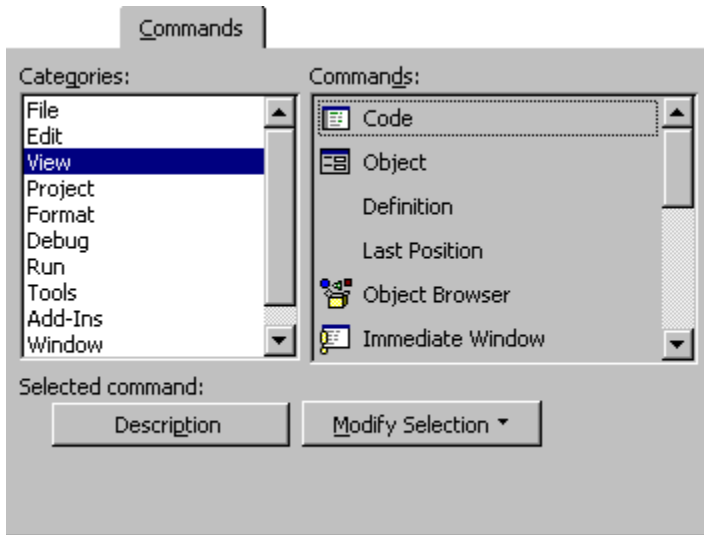 Commands
Categories:
Commands:
File
Edit
View
Project
Format
Debug
Run
Tools
Add-Ins
Window
Code
Object
Definition
Last Position
Object Browser
Immediate Window
Selected command:
Description
Modify Selection